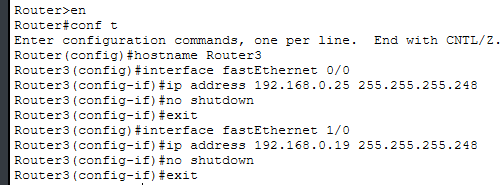 Router>en
Router#conf t
Enter configuration commands, one per line.  End with CNTL/Z.
Router(config)#hostname Router3
Router3(config)#interface fastEthernet 0/0
Router3(config-if)#ip address 192.168.0.25 255.255.255.248
Router3(config-if)#no shutdown
Router3(config-if)#exit
Router3(config)#interface fastEthernet 1/0
Router3(config-if)#ip address 192.168.0.19 255.255.255.248
Router3(config-if)#no shutdown
Router3(config-if)#exit